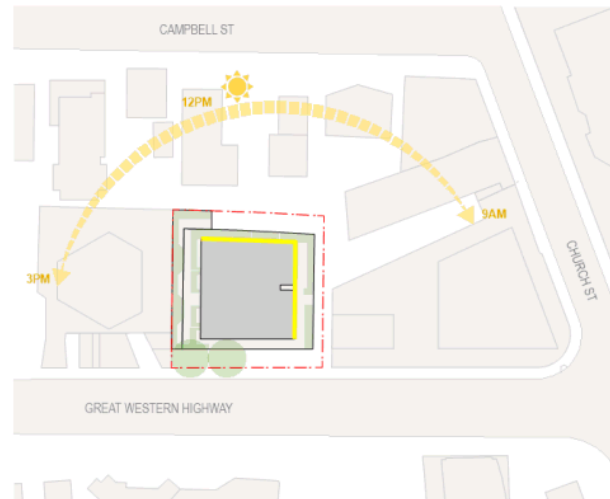 CAMPBELL ST
12PM
9AM
3PM
CHURCH ST
GREAT WESTERN HIGHWAY